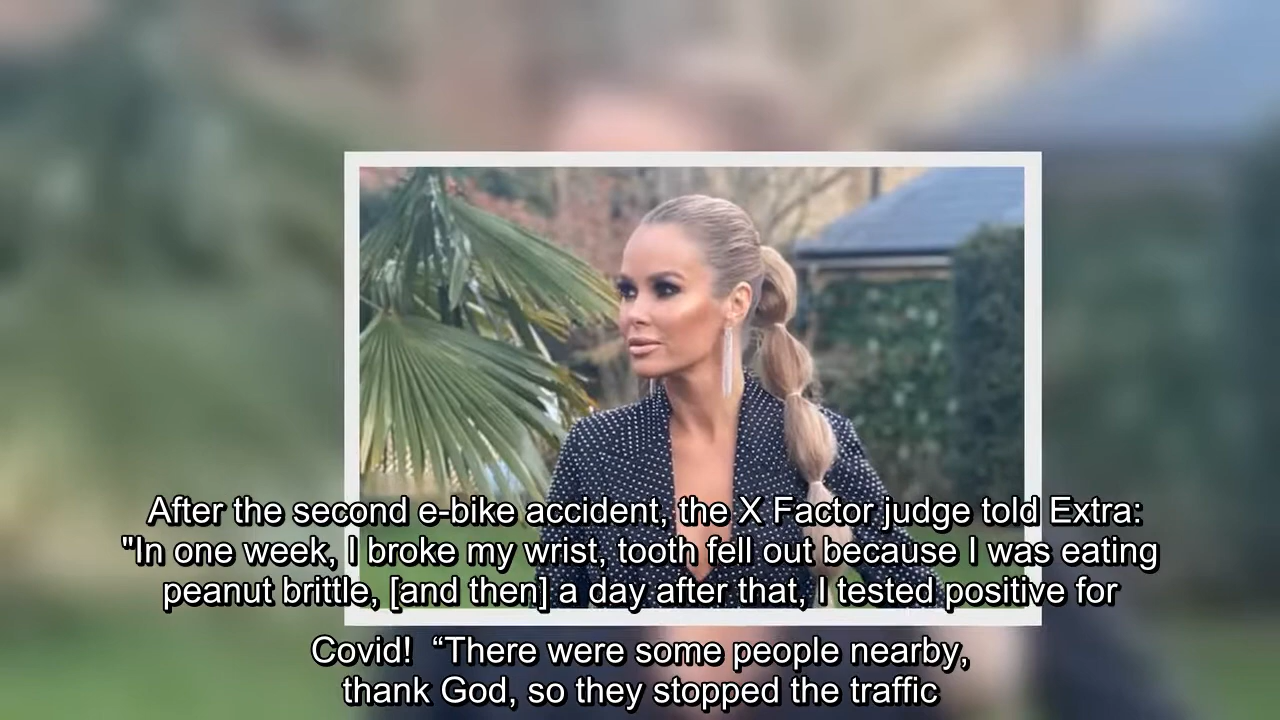 After the second e-bike accident, the X Factor judge told Extra:
"In one week, I broke my wrist, tooth fell out because I was eating
peanut brittle, [and then] a day after that, I tested positive for
Covid!  “There were some people nearby,
thank God, so they stopped the traffic